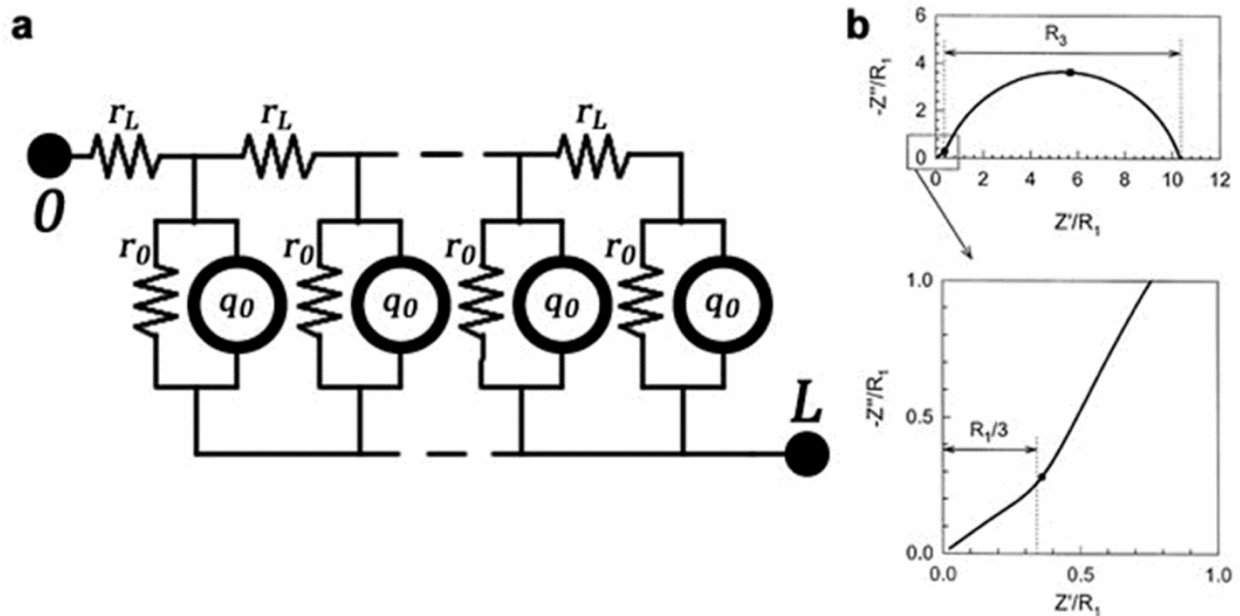 a
r_L r_L r_L
0
r_0 r_0 r_0 r_0
q_0 q_0 q_0 q_0
L
b
6
4
2
0
-Z''/R_1
R_3
0 2 4 6 8 10 12
Z'/R_1
1.0
0.5
0.0
-Z''/R_1
R_1/3
0.0 0.5 1.0
Z'/R_1